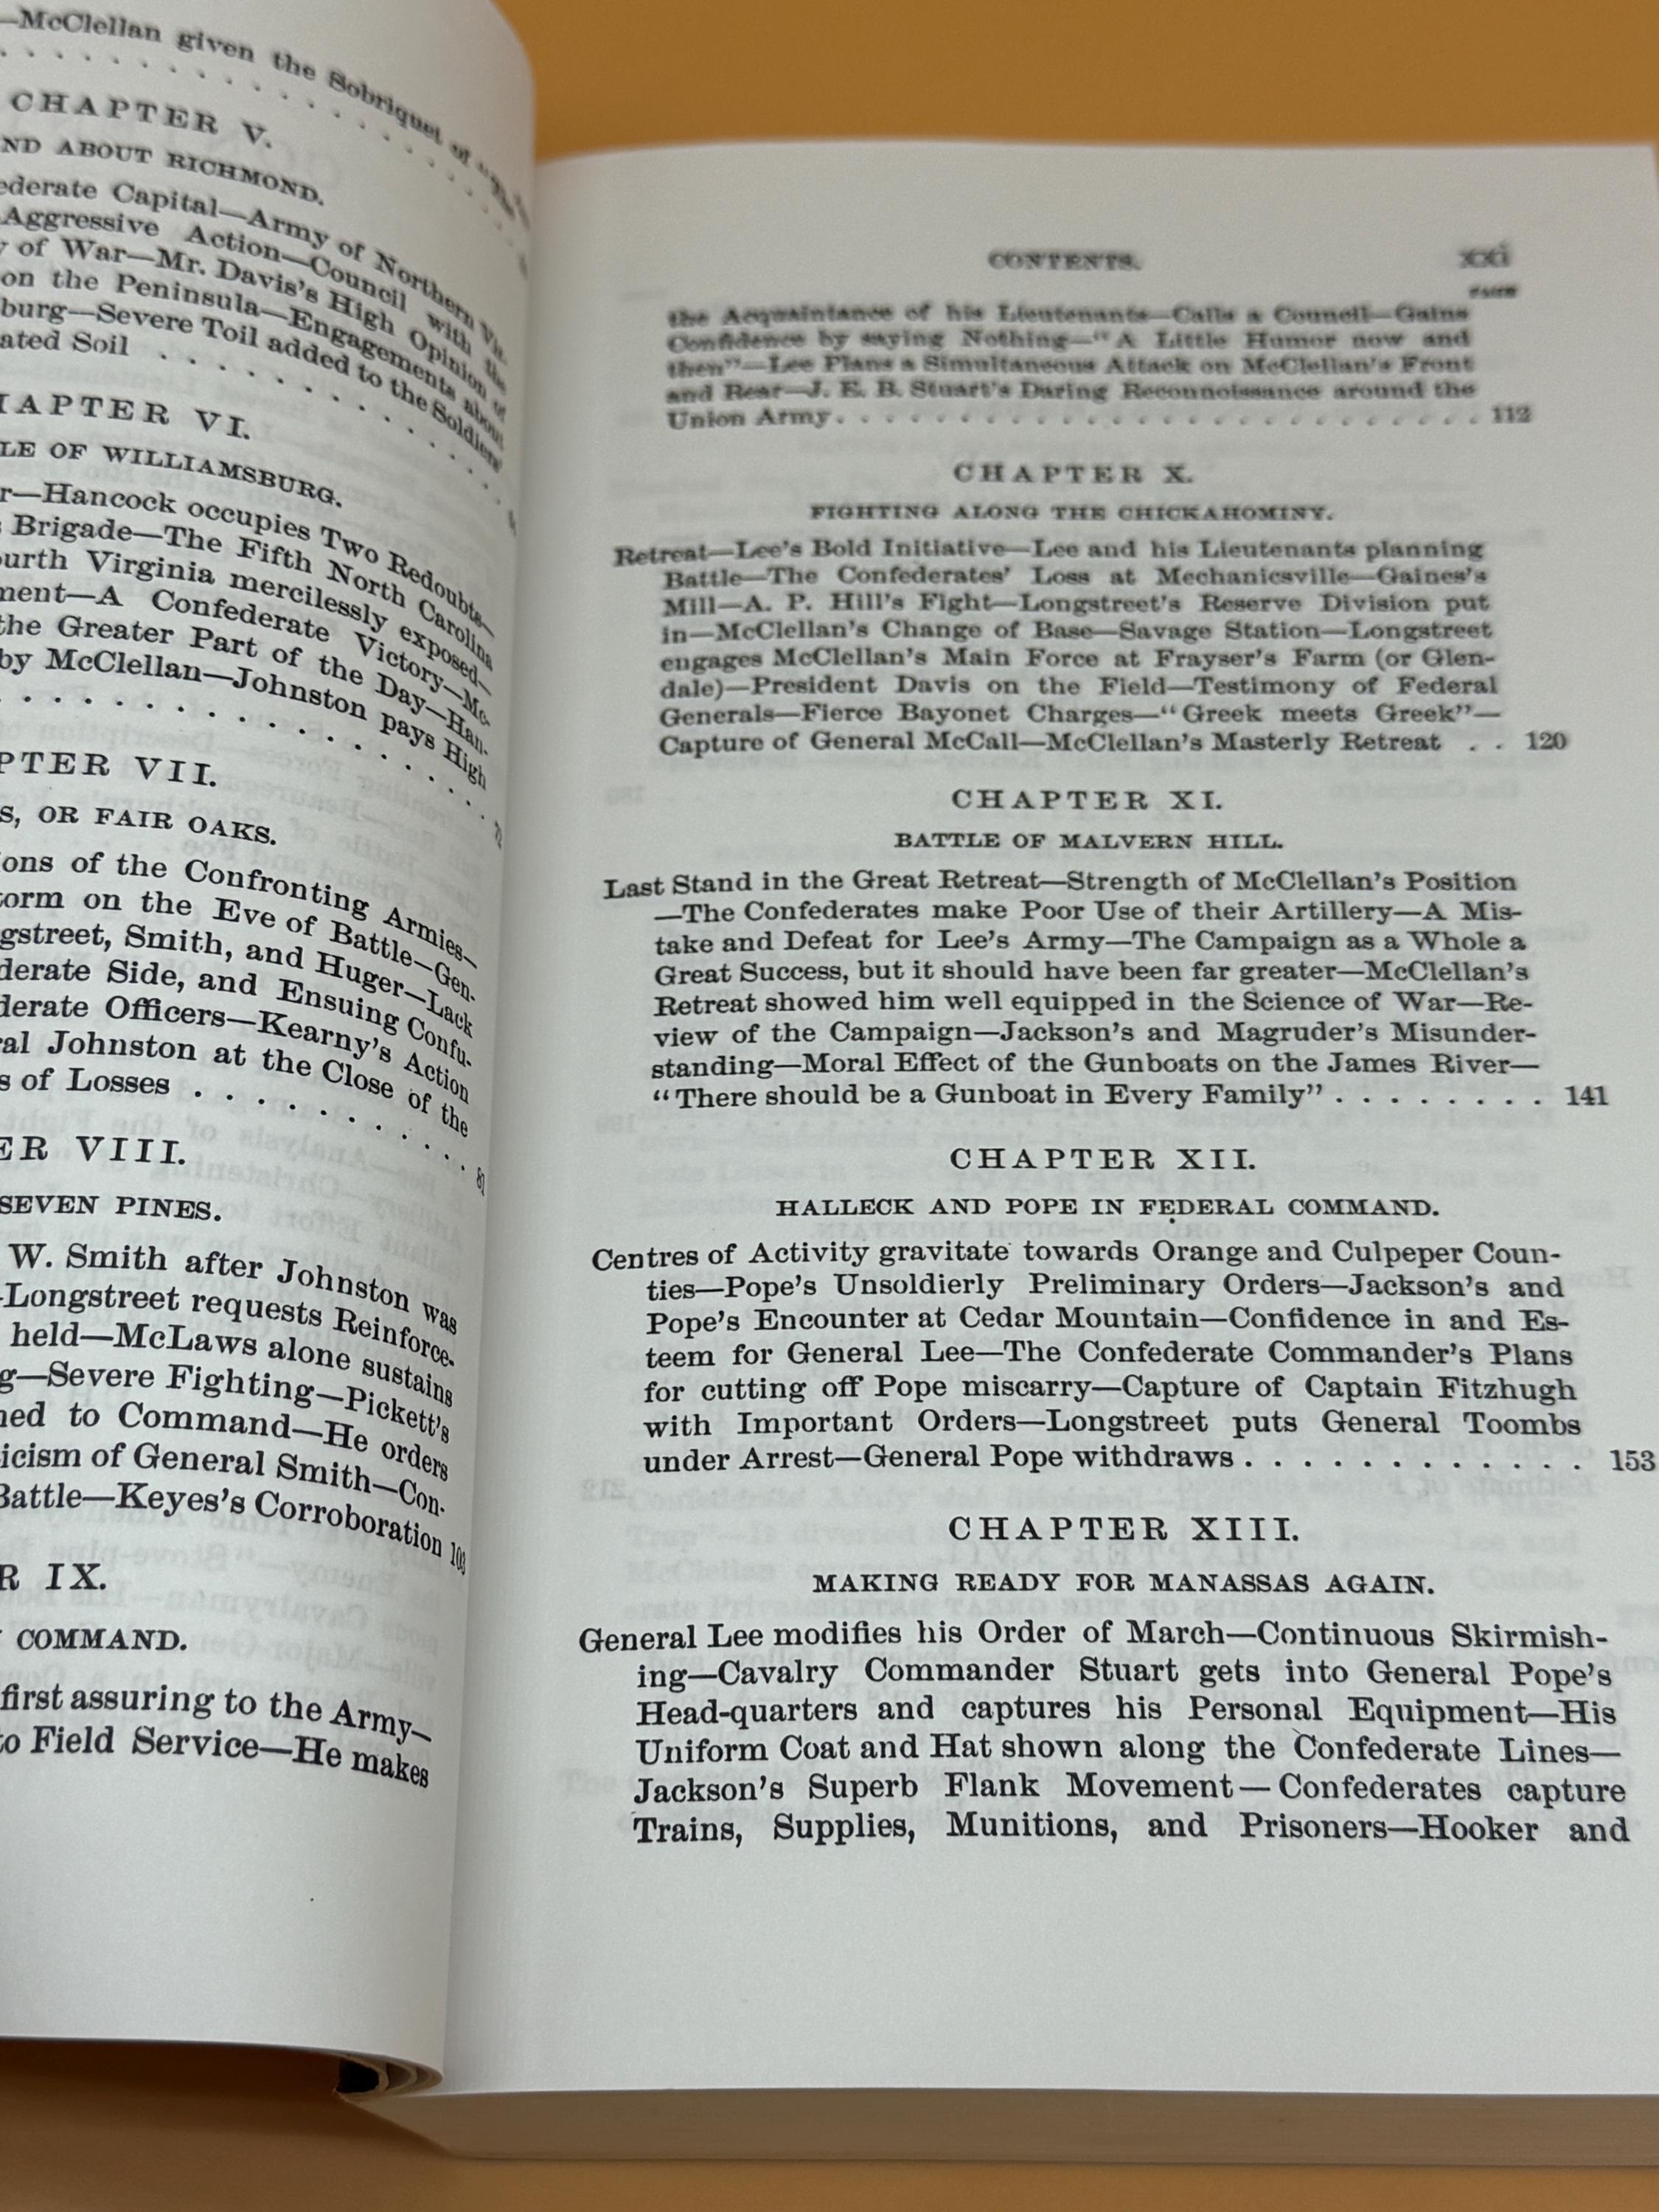 —McClellan given the Sobriquet of "The
CHAPTER V.
ND ABOUT RICHMOND.
ederate Capital—Army of Northern Vir-
Aggressive Action—Council with the
y of War—Mr. Davis's High Opinion of
on the Peninsula—Engagements about
burg—Severe Toil added to the Soldiers'
ated Soil . . . . . . . . . . . .
HAPTER VI.
LE OF WILLIAMSBURG.
r—Hancock occupies Two Redoubts—
s Brigade—The Fifth North Carolina
ourth Virginia mercilessly exposed—
ment—A Confederate Victory—Mc-
the Greater Part of the Day—Han-
by McClellan—Johnston pays High
. . . . . . . . . . . . . . . 72
PTER VII.
S, OR FAIR OAKS.
ions of the Confronting Armies—
torm on the Eve of Battle—Gen-
gstreet, Smith, and Huger—Lack
derate Side, and Ensuing Confu-
derate Officers—Kearny's Action
al Johnston at the Close of the
s of Losses . . . . . . . . . . . 81
ER VIII.
SEVEN PINES.
W. Smith after Johnston was
-Longstreet requests Reinforce-
held—McLaws alone sustains
g—Severe Fighting—Pickett's
ned to Command—He orders
icism of General Smith—Con-
Battle—Keyes's Corroboration 103
R IX.
COMMAND.
first assuring to the Army—
to Field Service—He makes
CONTENTS. xxi
PAGE
the Acquaintance of his Lieutenants—Calls a Council—Gains
Confidence by saying Nothing—"A Little Humor now and
then"—Lee Plans a Simultaneous Attack on McClellan's Front
and Rear—J. E. B. Stuart's Daring Reconnoissance around the
Union Army. . . . . . . . . . . . . . . . . . . . . . . 112
CHAPTER X.
FIGHTING ALONG THE CHICKAHOMINY.
Retreat—Lee's Bold Initiative—Lee and his Lieutenants planning
Battle—The Confederates' Loss at Mechanicsville—Gaines's
Mill—A. P. Hill's Fight—Longstreet's Reserve Division put
in—McClellan's Change of Base—Savage Station—Longstreet
engages McClellan's Main Force at Frayser's Farm (or Glen-
dale)—President Davis on the Field—Testimony of Federal
Generals—Fierce Bayonet Charges—"Greek meets Greek"—
Capture of General McCall—McClellan's Masterly Retreat . . 120
CHAPTER XI.
BATTLE OF MALVERN HILL.
Last Stand in the Great Retreat—Strength of McClellan's Position
—The Confederates make Poor Use of their Artillery—A Mis-
take and Defeat for Lee's Army—The Campaign as a Whole a
Great Success, but it should have been far greater—McClellan's
Retreat showed him well equipped in the Science of War—Re-
view of the Campaign—Jackson's and Magruder's Misunder-
standing—Moral Effect of the Gunboats on the James River—
"There should be a Gunboat in Every Family" . . . . . . . . 141
CHAPTER XII.
HALLECK AND POPE IN FEDERAL COMMAND.
Centres of Activity gravitate towards Orange and Culpeper Coun-
ties—Pope's Unsoldierly Preliminary Orders—Jackson's and
Pope's Encounter at Cedar Mountain—Confidence in and Es-
teem for General Lee—The Confederate Commander's Plans
for cutting off Pope miscarry—Capture of Captain Fitzhugh
with Important Orders—Longstreet puts General Toombs
under Arrest—General Pope withdraws . . . . . . . . . . . . 153
CHAPTER XIII.
MAKING READY FOR MANASSAS AGAIN.
General Lee modifies his Order of March—Continuous Skirmish-
ing—Cavalry Commander Stuart gets into General Pope's
Head-quarters and captures his Personal Equipment—His
Uniform Coat and Hat shown along the Confederate Lines—
Jackson's Superb Flank Movement—Confederates capture
Trains, Supplies, Munitions, and Prisoners—Hooker and